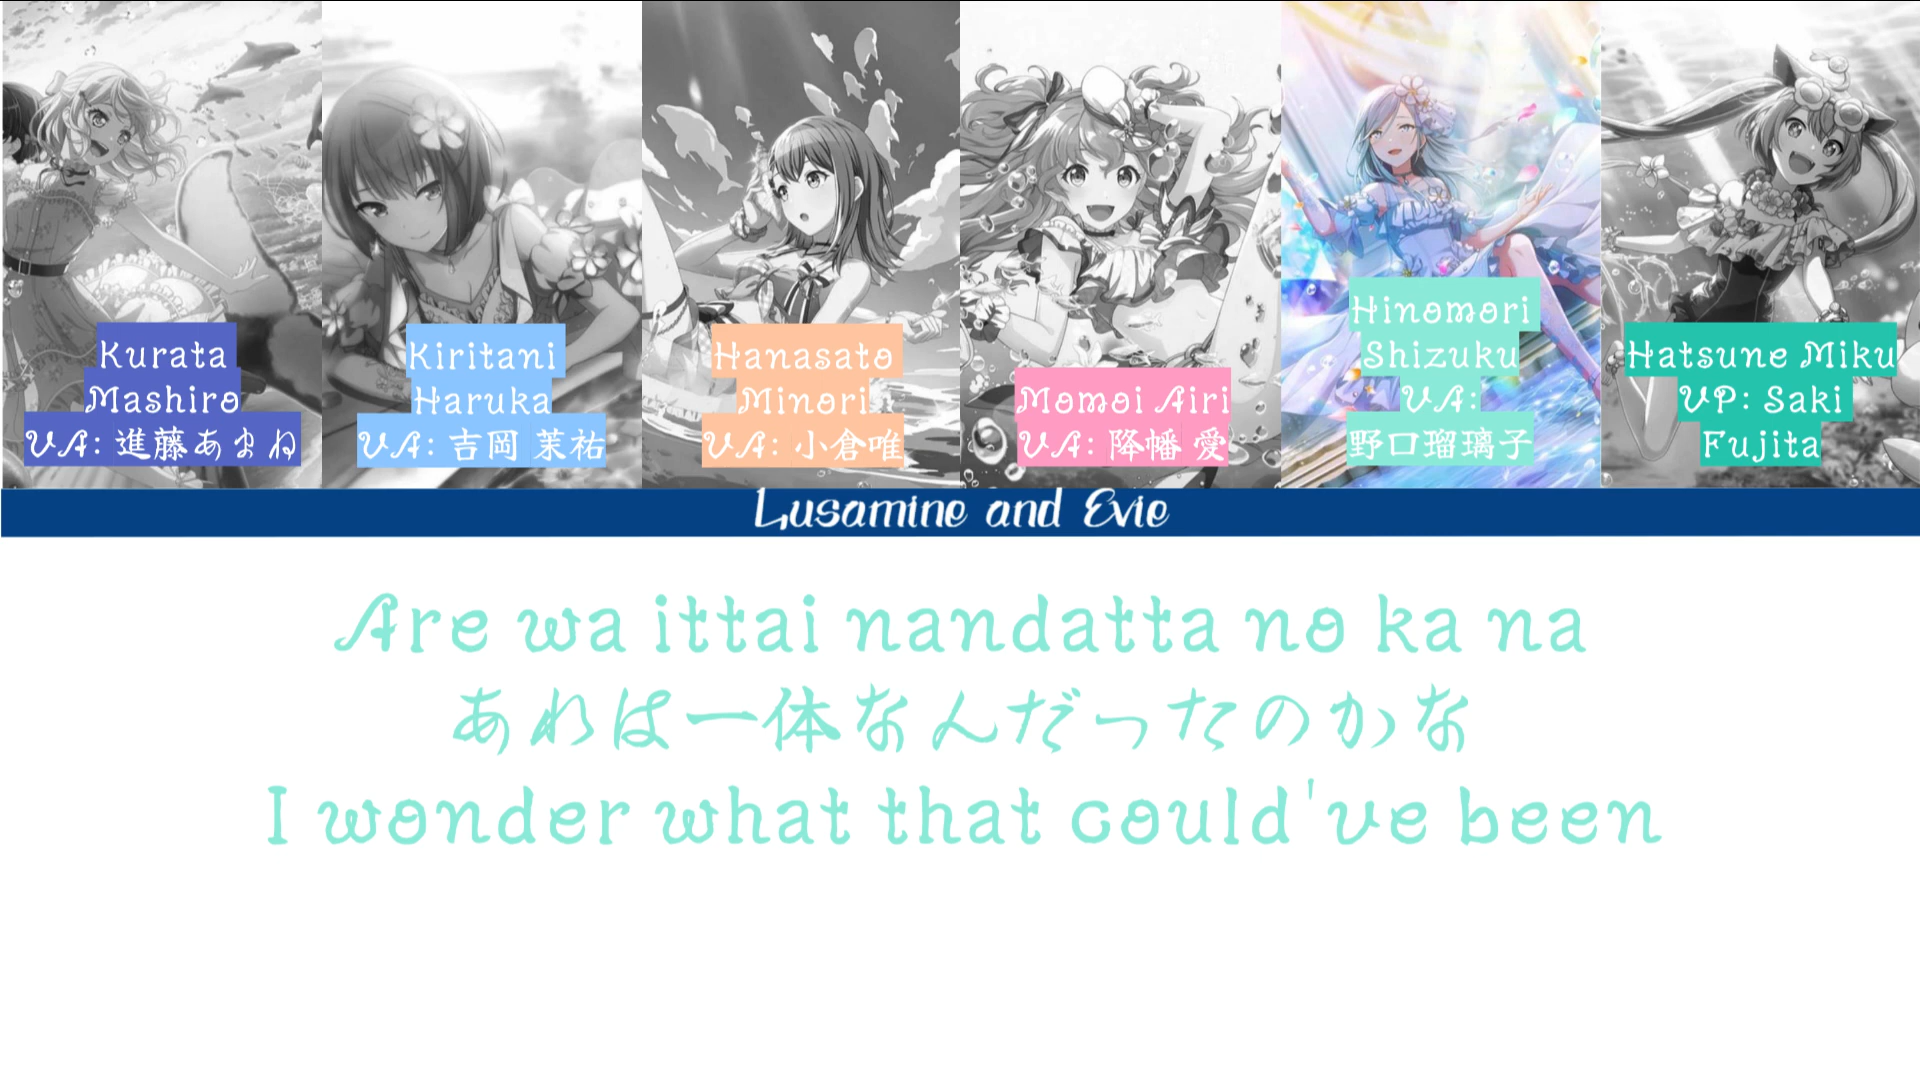 Kurata
Mashiro
VA: 進藤あまね
Kiritani
Haruka
VA: 吉岡 茉祐
Hanasato
Minori
VA: 小倉唯
Momoi Airi
VA: 降幡 愛
Hinomori
Shizuku
VA:
野口瑠璃子
Hatsune Miku
VP: Saki
Fujita
Lusamine and Evie
Are wa ittai nandatta no ka na
あれは一体なんだったのかな
I wonder what that could've been